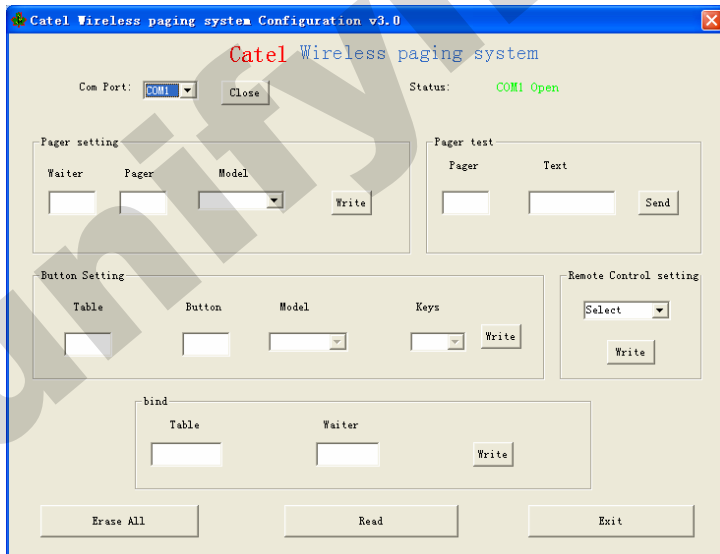 Catel Wireless paging system Configuration v3.0
Catel Wireless paging system
Com Port: COM1 Close Status: COM1 Open
Pager setting
Waiter Pager Model
Write
Pager test
Pager Text
Send
Button Setting
Table Button Model Keys
Write
Remote Control setting
Select
Write
bind
Table Waiter
Write
Erase All Read Exit